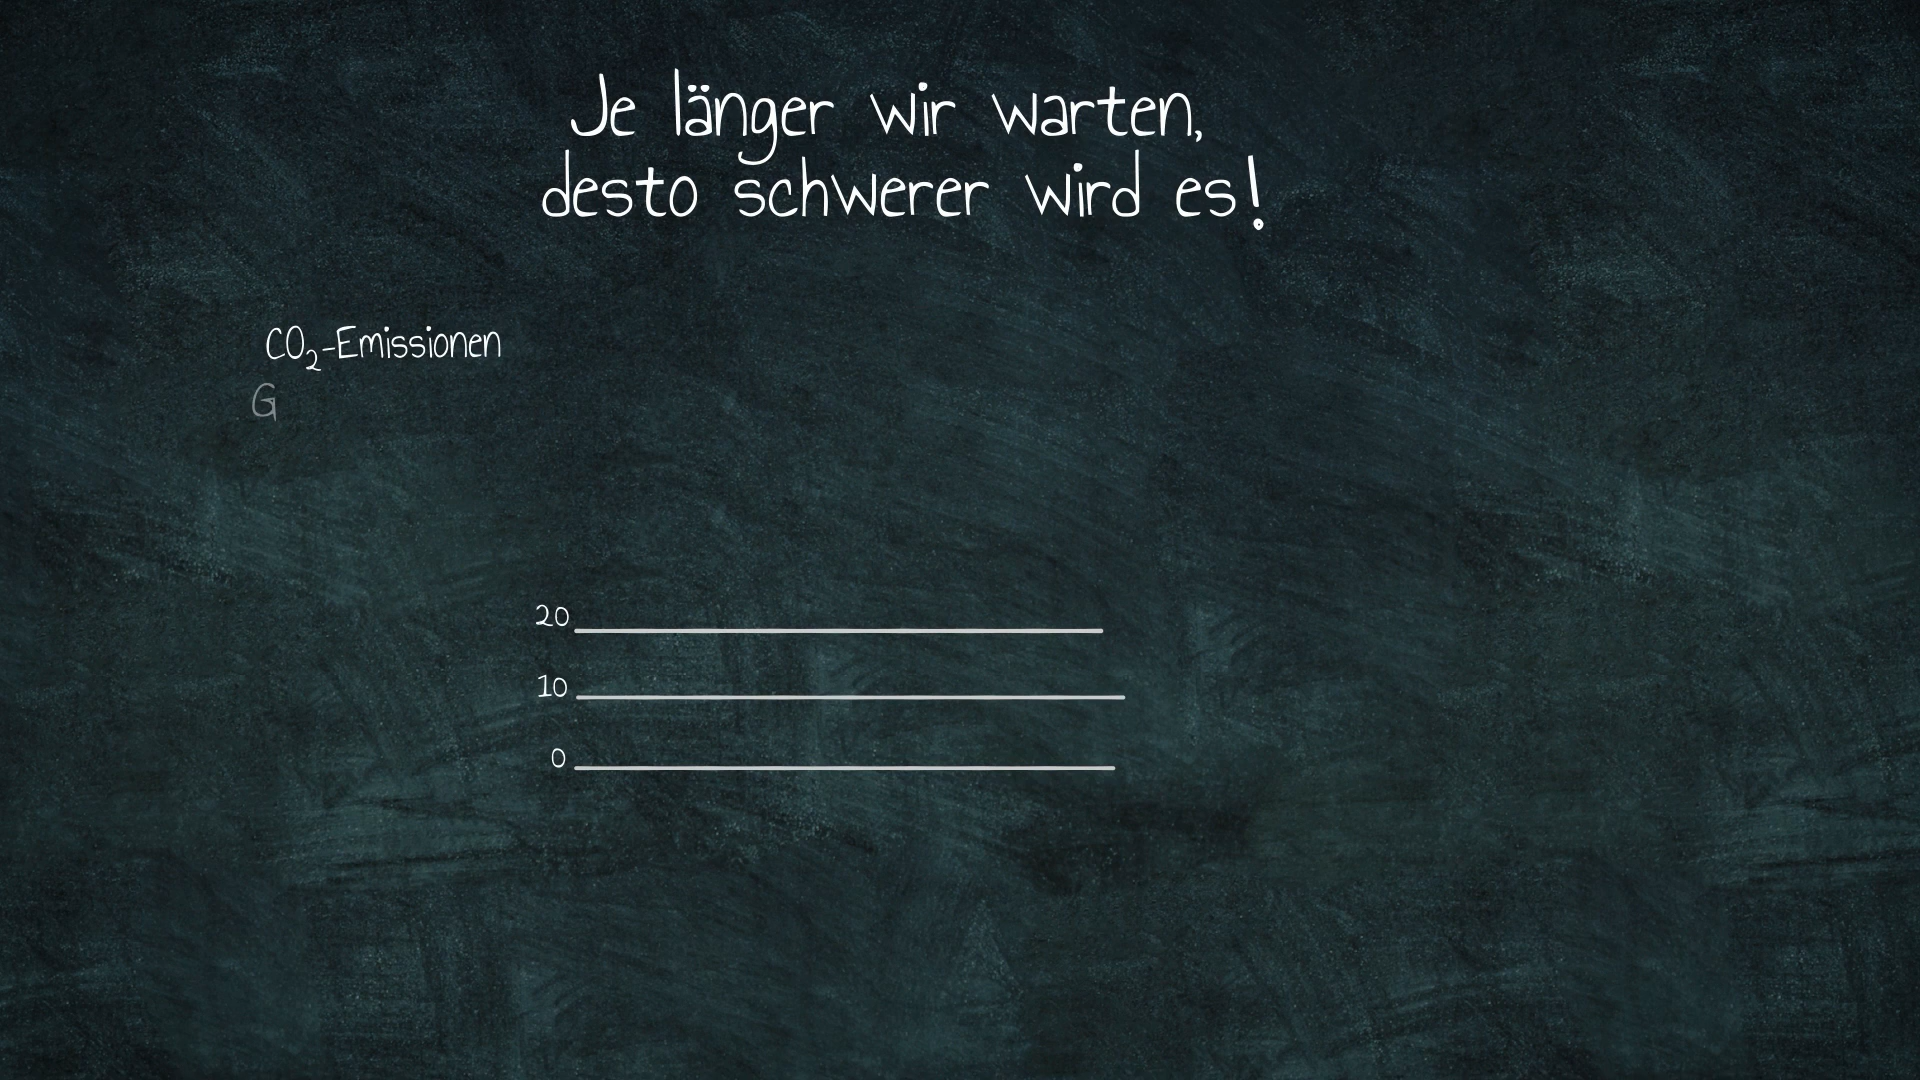 Je länger wir warten,
desto schwerer wird es!
CO₂-Emissionen
G
20
10
0